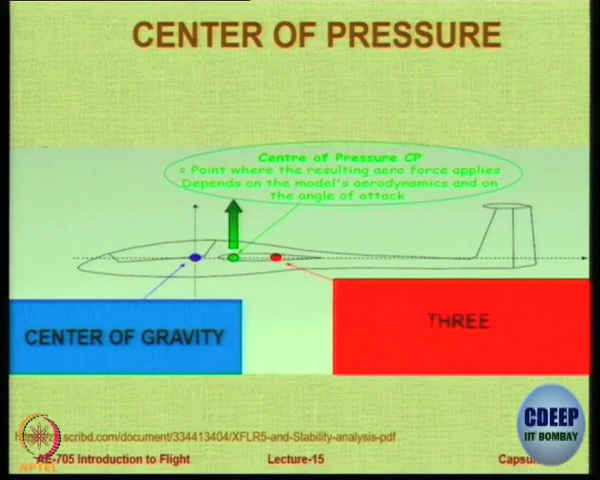 CENTER OF PRESSURE
Centre of Pressure CP
= Point where the resulting aero force applies
Depends on the model's aerodynamics and on
the angle of attack
CENTER OF GRAVITY
THREE
.scribd.com/document/334413404/XFLR5-and-Stability-analysis-pdf
AE-705 Introduction to Flight
Lecture-15
Capsu
CDEEP
IIT BOMBAY
NPTEL